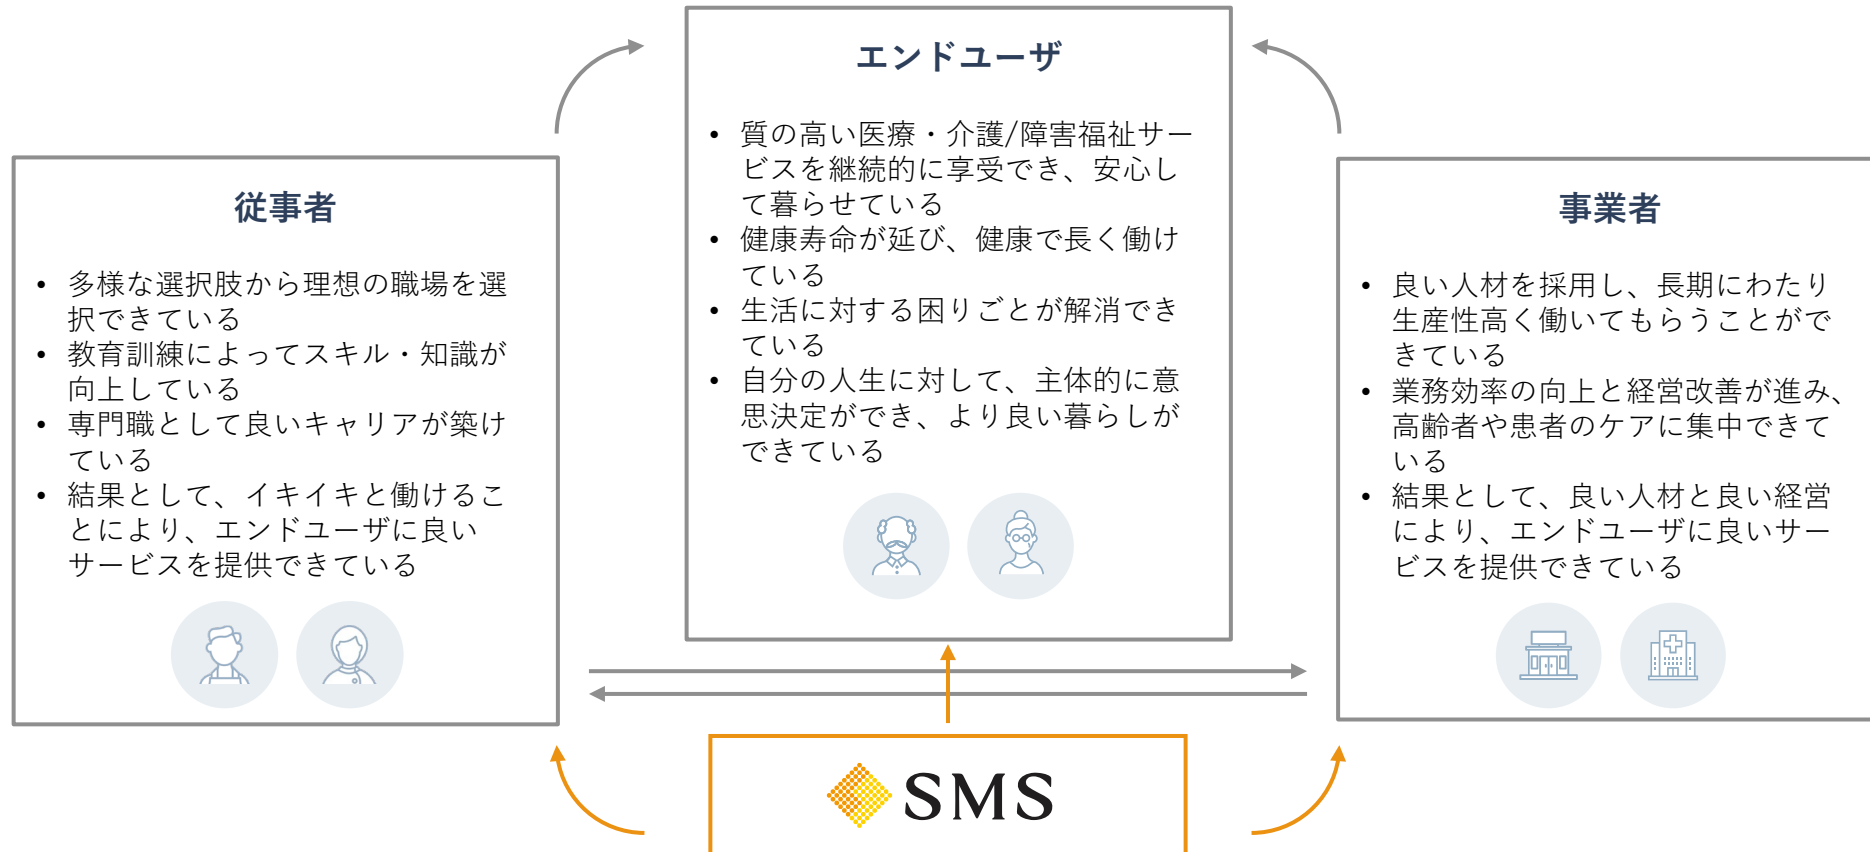 エンドユーザ
• 質の高い医療・介護/障害福祉サー
ビスを継続的に享受でき、安心し
て暮らせている
• 健康寿命が延び、健康で長く働け
ている
• 生活に対する困りごとが解消でき
ている
• 自分の人生に対して、主体的に意
思決定ができ、より良い暮らしが
できている
従事者
• 多様な選択肢から理想の職場を選
択できている
• 教育訓練によってスキル・知識が
向上している
• 専門職として良いキャリアが築け
ている
• 結果として、イキイキと働けるこ
とにより、エンドユーザに良い
サービスを提供できている
事業者
• 良い人材を採用し、長期にわたり
生産性高く働いてもらうことがで
きている
• 業務効率の向上と経営改善が進み、
高齢者や患者のケアに集中できて
いる
• 結果として、良い人材と良い経営
により、エンドユーザに良いサー
ビスを提供できている
SMS